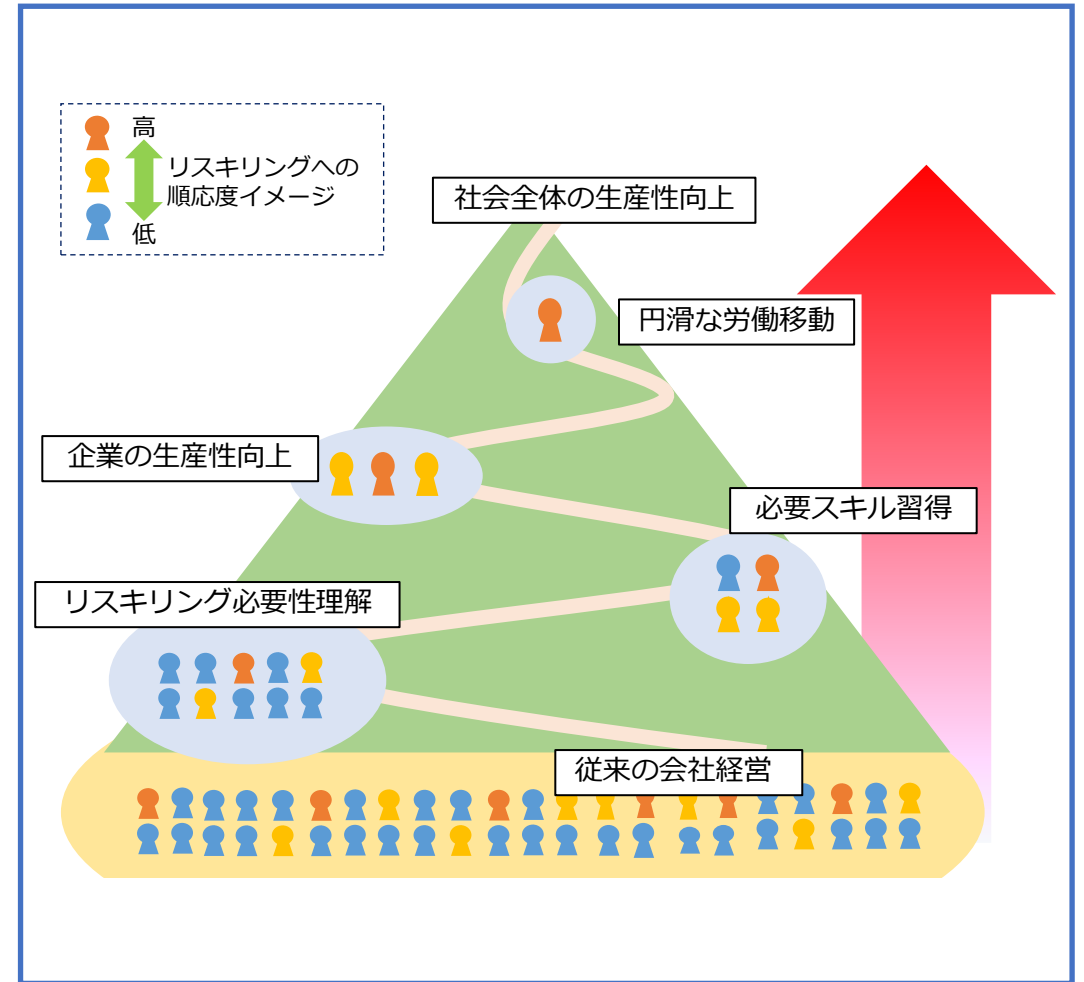 高
リスキリングへの
順応度イメージ
低
社会全体の生産性向上
円滑な労働移動
企業の生産性向上
必要スキル習得
リスキリング必要性理解
従来の会社経営